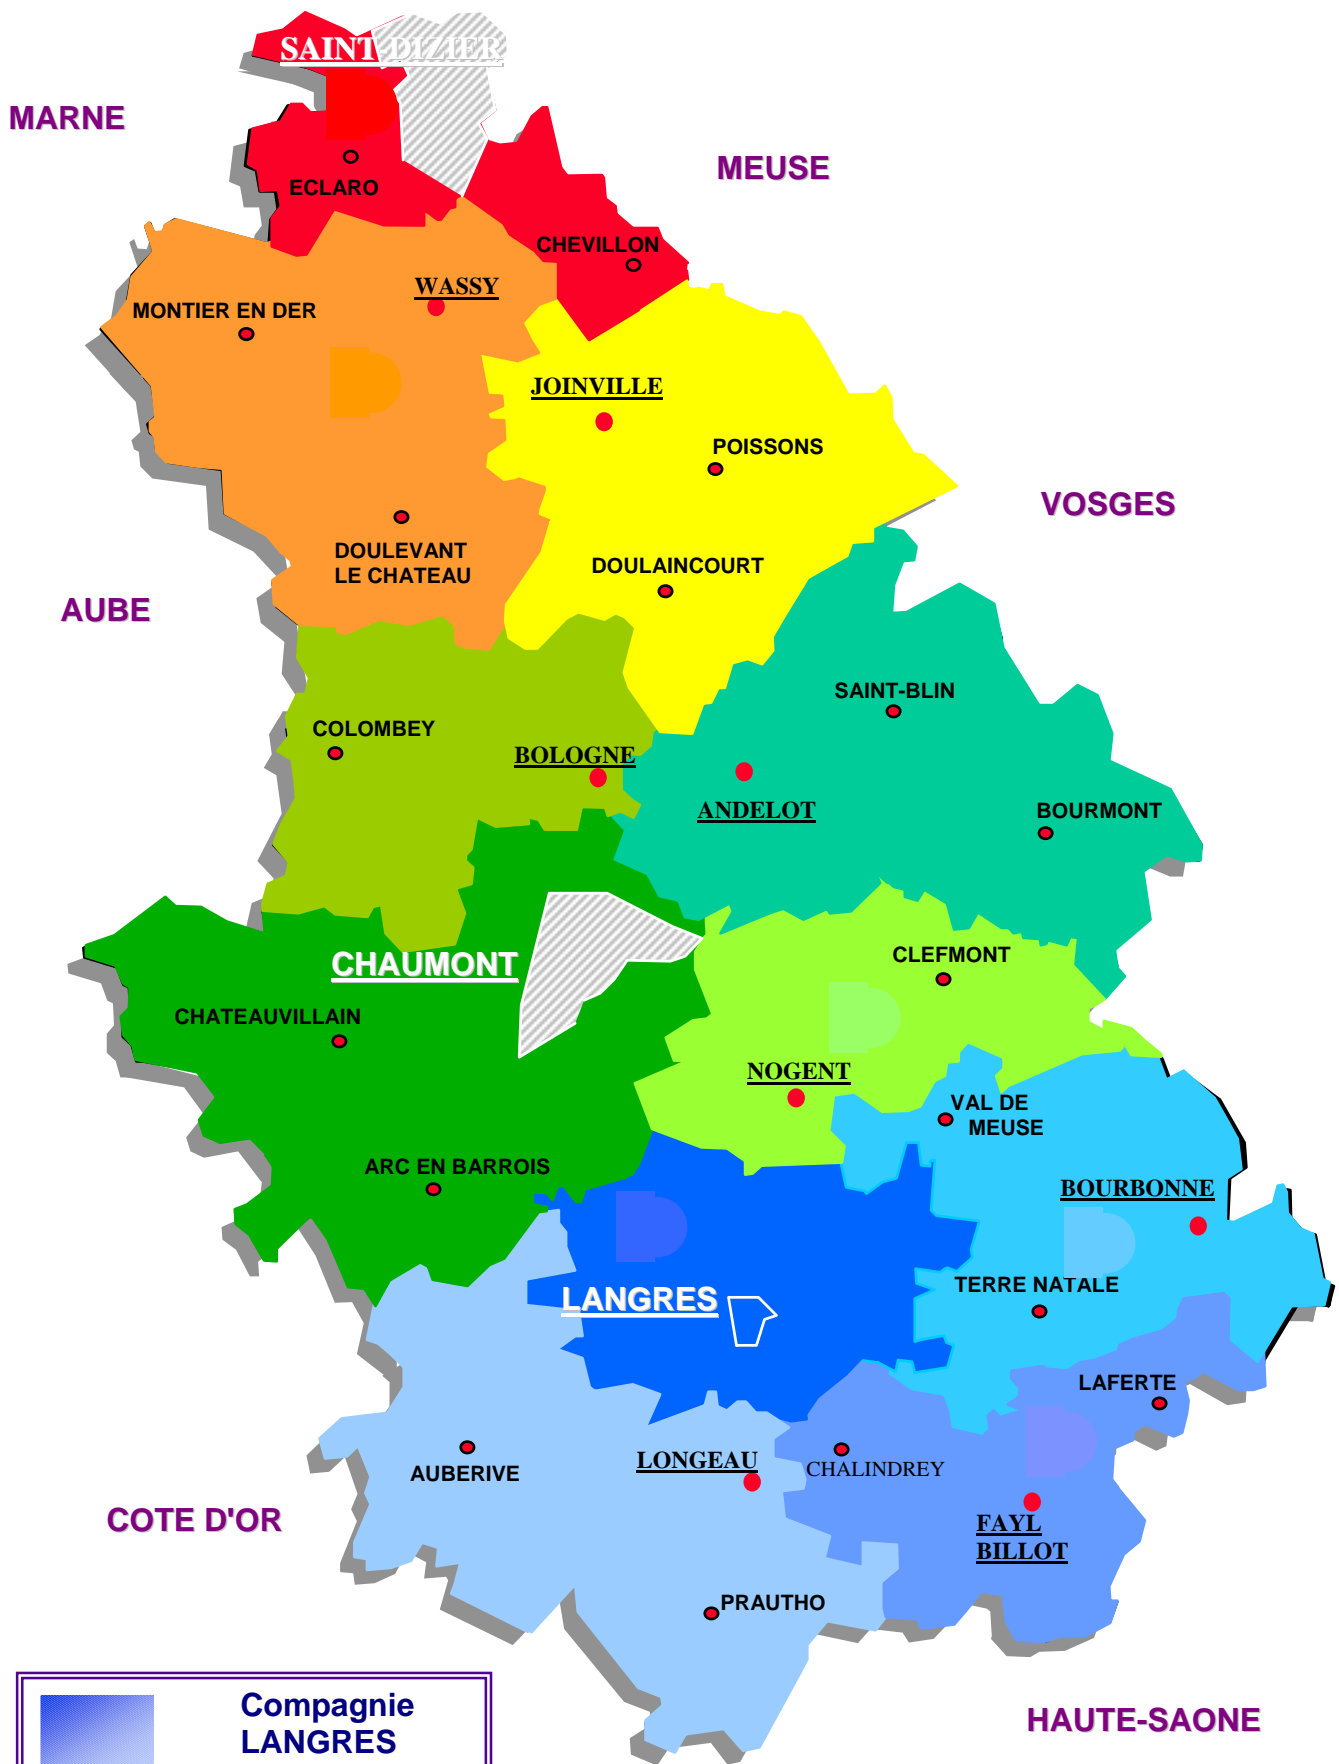 SAINT-DIZIER
MARNE
MEUSE
ECLARO
CHEVILLON
WASSY
MONTIER EN DER
JOINVILLE
POISSONS
VOSGES
DOULEVANT
LE CHATEAU
DOULAINCOURT
AUBE
SAINT-BLIN
COLOMBEY
BOLOGNE
ANDELOT
BOURMONT
CLEFMONT
CHAUMONT
CHATEAUVILLAIN
NOGENT
VAL DE
MEUSE
ARC EN BARROIS
BOURBONNE
TERRE NATALE
LANGRES
LAFERTE
LONGEAU
CHALINDREY
AUBERIVE
COTE D'OR
FAYL
BILLOT
PRAUTHO
Compagnie
LANGRES
HAUTE-SAONE